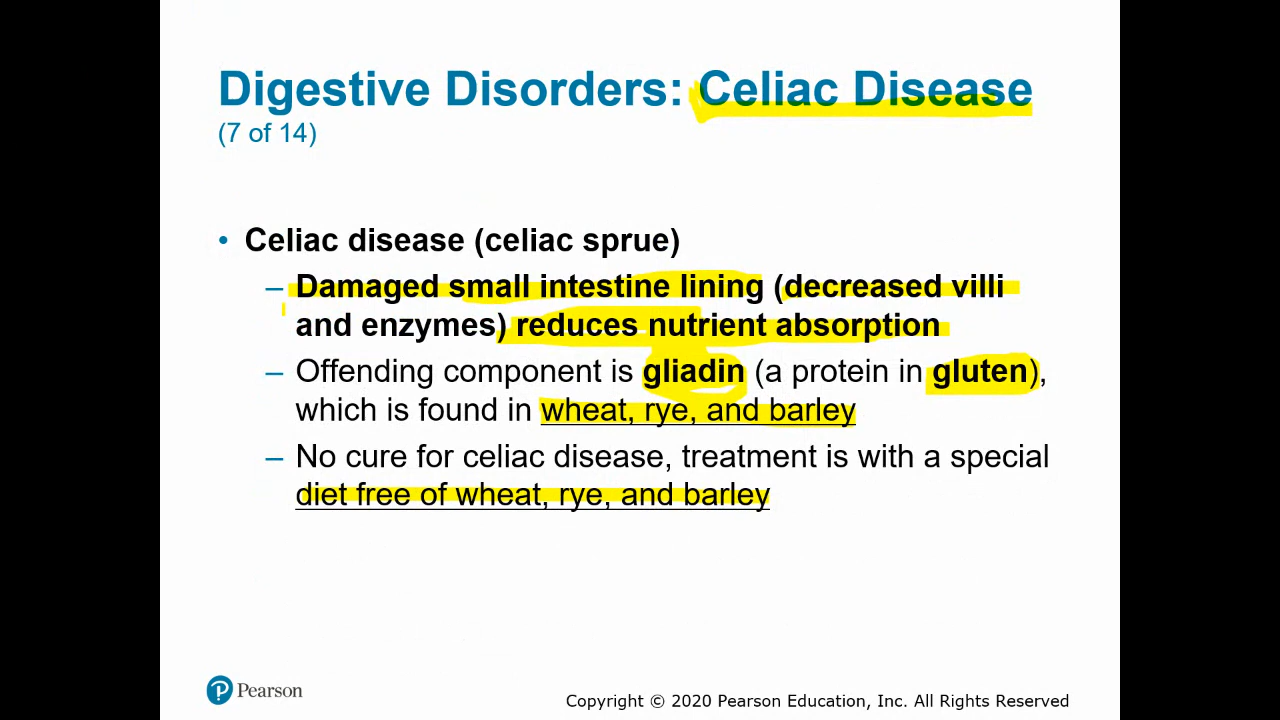 Digestive Disorders: Celiac Disease
(7 of 14)
• Celiac disease (celiac sprue)
– Damaged small intestine lining (decreased villi
and enzymes) reduces nutrient absorption
– Offending component is gliadin (a protein in gluten),
which is found in wheat, rye, and barley
– No cure for celiac disease, treatment is with a special
diet free of wheat, rye, and barley
Pearson
Copyright © 2020 Pearson Education, Inc. All Rights Reserved